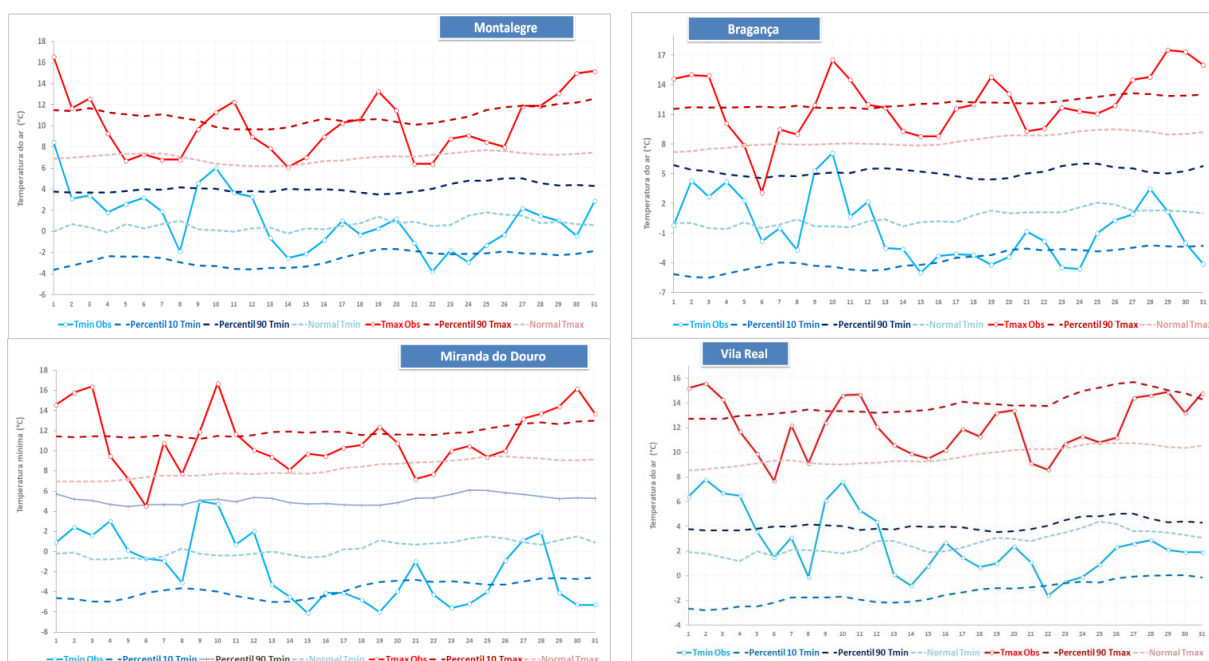 Montalegre
Temperatura do ar (°C)
18
16
14
12
10
8
6
4
2
0
-2
-4
-6
1 2 3 4 5 6 7 8 9 10 11 12 13 14 15 16 17 18 19 20 21 22 23 24 25 26 27 28 29 30 31
Tmin Obs Percentil 10 Tmin Percentil 90 Tmin Normal Tmin Tmax Obs Percentil 90 Tmax Normal Tmax
Bragança
Temperatura do ar (°C)
17
13
9
5
1
-3
-7
1 2 3 4 5 6 7 8 9 10 11 12 13 14 15 16 17 18 19 20 21 22 23 24 25 26 27 28 29 30 31
Tmin Obs Percentil 10 Tmin Percentil 90 Tmin Normal Tmin Tmax Obs Percentil 90 Tmax Normal Tmax
Miranda do Douro
Temperatura mínima (°C)
18
16
14
12
10
8
6
4
2
0
-2
-4
-6
-8
1 2 3 4 5 6 7 8 9 10 11 12 13 14 15 16 17 18 19 20 21 22 23 24 25 26 27 28 29 30 31
Tmin Obs Percentil 10 Tmin Percentil 90 Tmin Normal Tmin Tmax Obs Percentil 10 Tmax Normal Tmax
Vila Real
Temperatura do ar (°C)
16
14
12
10
8
6
4
2
0
-2
-4
1 2 3 4 5 6 7 8 9 10 11 12 13 14 15 16 17 18 19 20 21 22 23 24 25 26 27 28 29 30 31
Tmin Obs Percentil 10 Tmin Percentil 90 Tmin Normal Tmin Tmax Obs Percentil 90 Tmax Normal Tmax